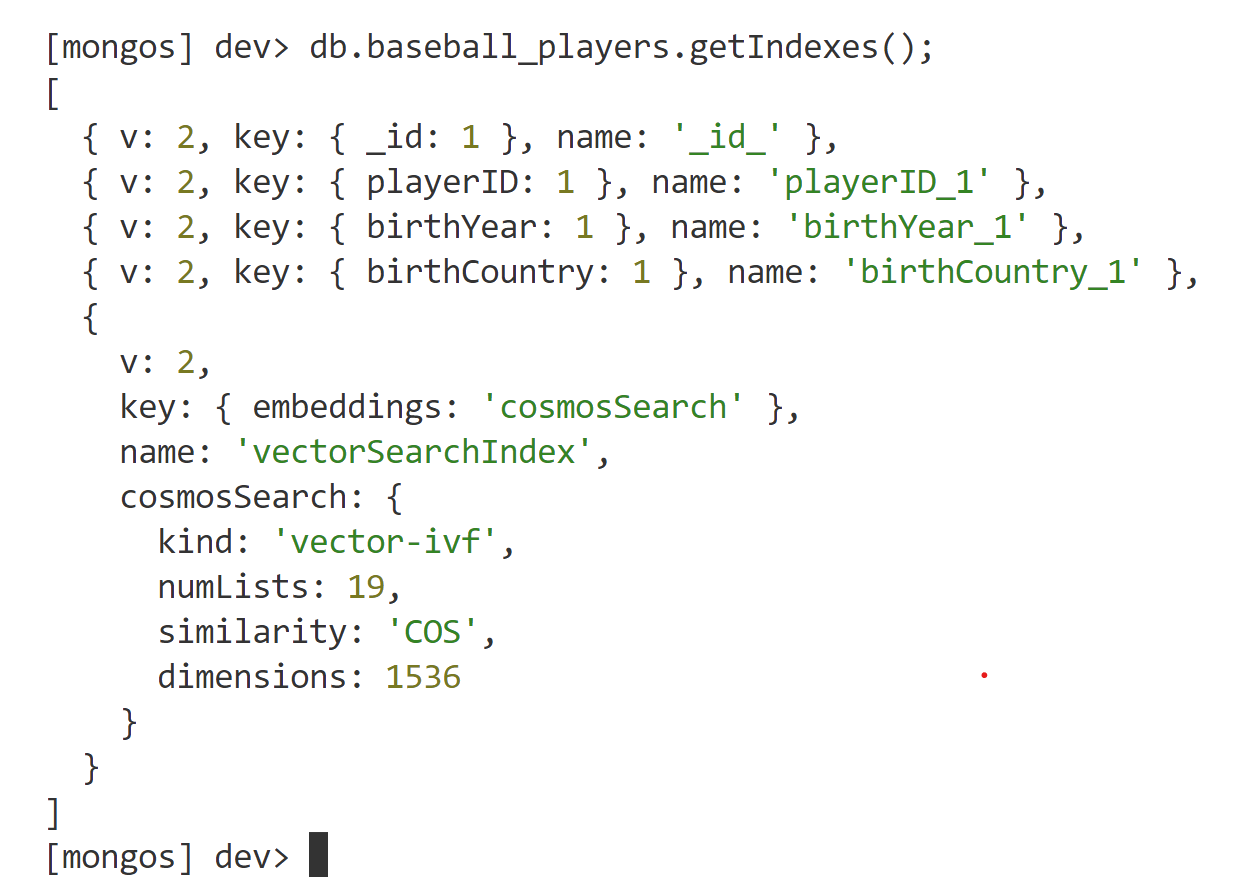 [mongos] dev> db.baseball_players.getIndexes();
[
  { v: 2, key: { _id: 1 }, name: '_id_' },
  { v: 2, key: { playerID: 1 }, name: 'playerID_1' },
  { v: 2, key: { birthYear: 1 }, name: 'birthYear_1' },
  { v: 2, key: { birthCountry: 1 }, name: 'birthCountry_1' },
  {
    v: 2,
    key: { embeddings: 'cosmosSearch' },
    name: 'vectorSearchIndex',
    cosmosSearch: {
      kind: 'vector-ivf',
      numLists: 19,
      similarity: 'COS',
      dimensions: 1536
    }
  }
]
[mongos] dev>